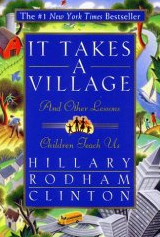 The #1 New York Times Bestseller
IT TAKES
A
VILLAGE
And Other Lessons
Children Teach Us
HILLARY
RODHAM
CLINTON